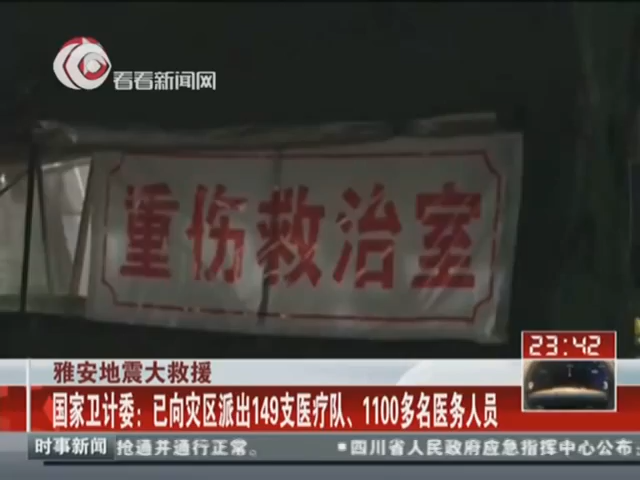 看看新闻网
重伤救治室
23:42
雅安地震大救援
国家卫计委：已向灾区派出149支医疗队、1100多名医务人员
时事新闻
抢通并通行正常。
▪四川省人民政府应急指挥中心公布：